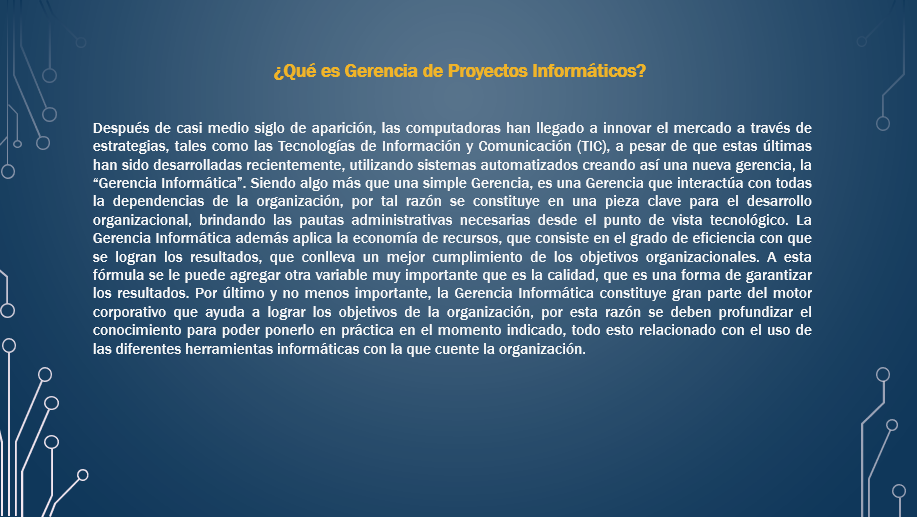 ¿Qué es Gerencia de Proyectos Informáticos?
Después de casi medio siglo de aparición, las computadoras han llegado a innovar el mercado a través de
estrategias, tales como las Tecnologías de Información y Comunicación (TIC), a pesar de que estas últimas
han sido desarrolladas recientemente, utilizando sistemas automatizados creando así una nueva gerencia, la
“Gerencia Informática”. Siendo algo más que una simple Gerencia, es una Gerencia que interactúa con todas
la dependencias de la organización, por tal razón se constituye en una pieza clave para el desarrollo
organizacional, brindando las pautas administrativas necesarias desde el punto de vista tecnológico. La
Gerencia Informática además aplica la economía de recursos, que consiste en el grado de eficiencia con que
se logran los resultados, que conlleva un mejor cumplimiento de los objetivos organizacionales. A esta
fórmula se le puede agregar otra variable muy importante que es la calidad, que es una forma de garantizar
los resultados. Por último y no menos importante, la Gerencia Informática constituye gran parte del motor
corporativo que ayuda a lograr los objetivos de la organización, por esta razón se deben profundizar el
conocimiento para poder ponerlo en práctica en el momento indicado, todo esto relacionado con el uso de
las diferentes herramientas informáticas con la que cuente la organización.